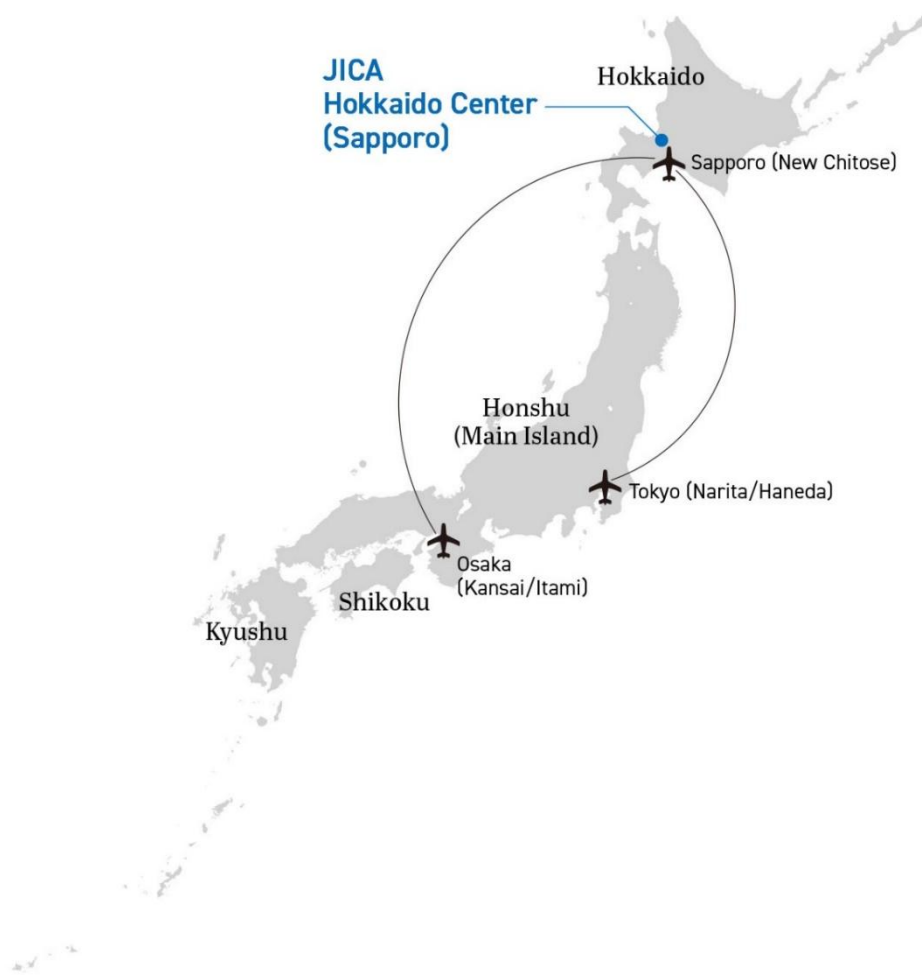 JICA
Hokkaido Center
(Sapporo)
Hokkaido
Sapporo (New Chitose)
Honshu
(Main Island)
Tokyo (Narita/Haneda)
Osaka
(Kansai/Itami)
Shikoku
Kyushu